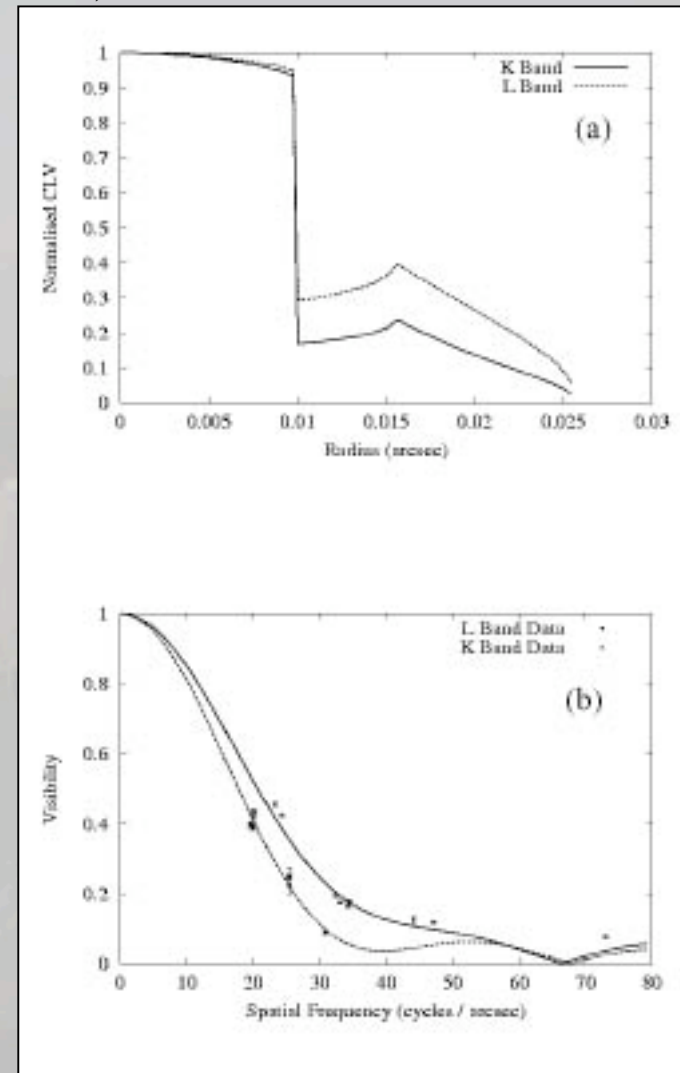 1
0.9
0.8
0.7
0.6
0.5
0.4
0.3
0.2
0.1
0
Normalised CLV
K Band
L Band
(a)
0 0.005 0.01 0.015 0.02 0.025 0.03
Radius (arcsec)
1
0.8
0.6
0.4
0.2
0
Visibility
L Band Data
K Band Data
(b)
0 10 20 30 40 50 60 70 80
Spatial Frequency (cycles / arcsec)